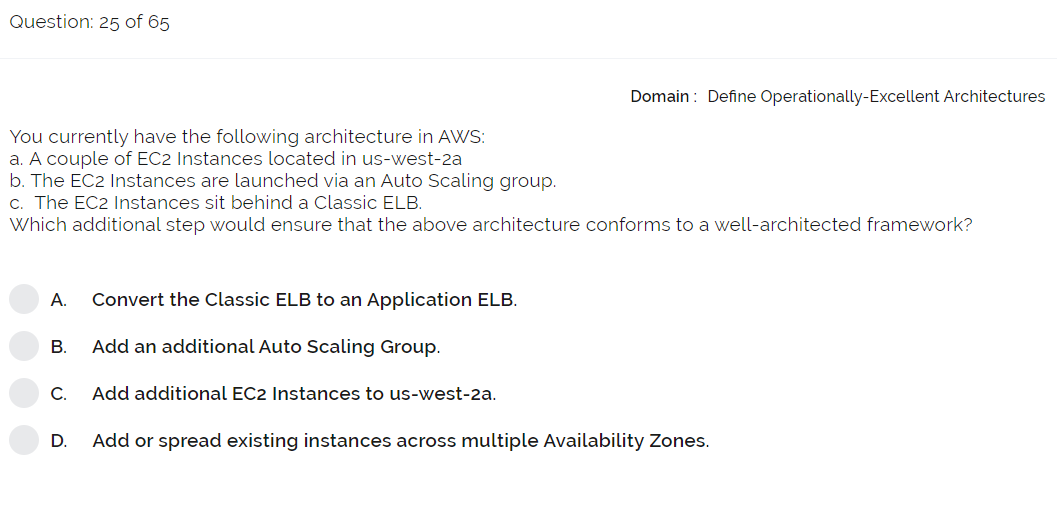 Question: 25 of 65
Domain : Define Operationally-Excellent Architectures
You currently have the following architecture in AWS:
a. A couple of EC2 Instances located in us-west-2a
b. The EC2 Instances are launched via an Auto Scaling group.
c. The EC2 Instances sit behind a Classic ELB.
Which additional step would ensure that the above architecture conforms to a well-architected framework?
A. Convert the Classic ELB to an Application ELB.
B. Add an additional Auto Scaling Group.
C. Add additional EC2 Instances to us-west-2a.
D. Add or spread existing instances across multiple Availability Zones.